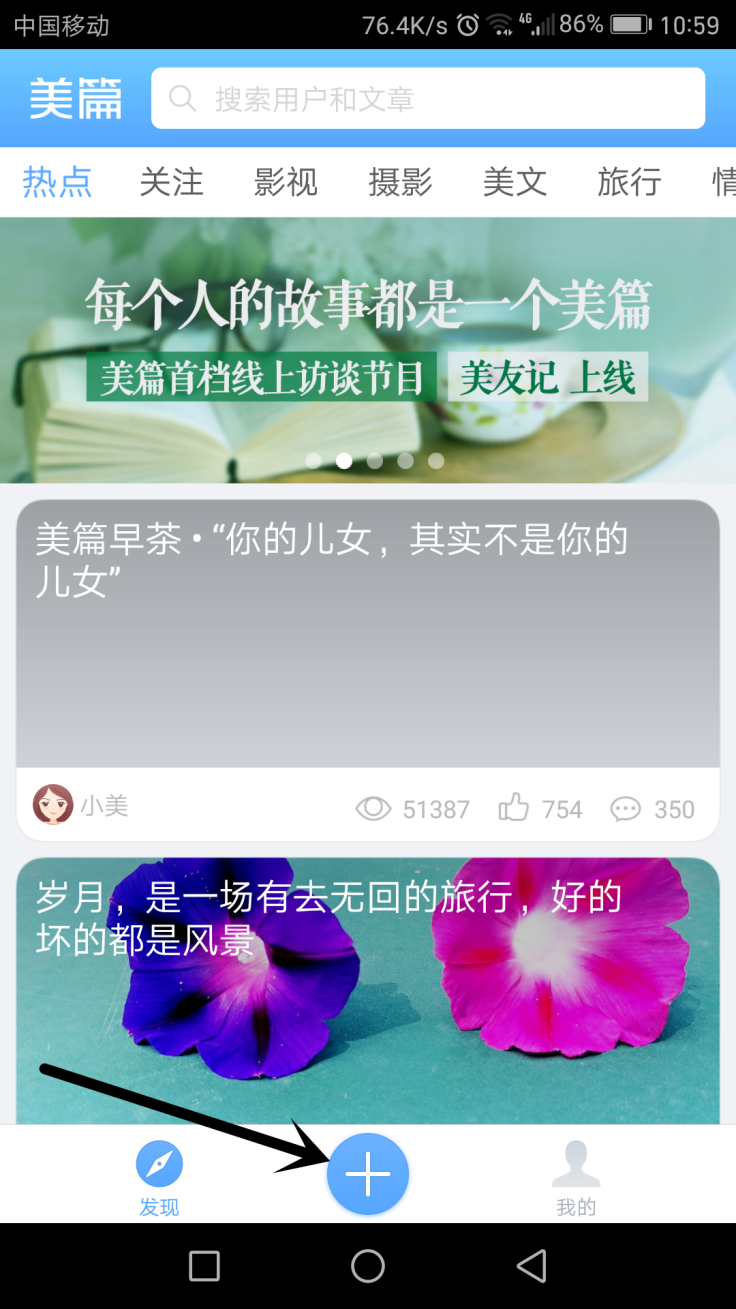 中国移动 76.4K/s 4G 86% 10:59
美篇 搜索用户和文章
热点 关注 影视 摄影 美文 旅行 情
每个人的故事都是一个美篇
美篇首档线上访谈节目 美友记 上线
美篇早茶•“你的儿女，其实不是你的
儿女”
小美 51387 754 350
岁月，是一场有去无回的旅行，好的
坏的都是风景
发现 我的